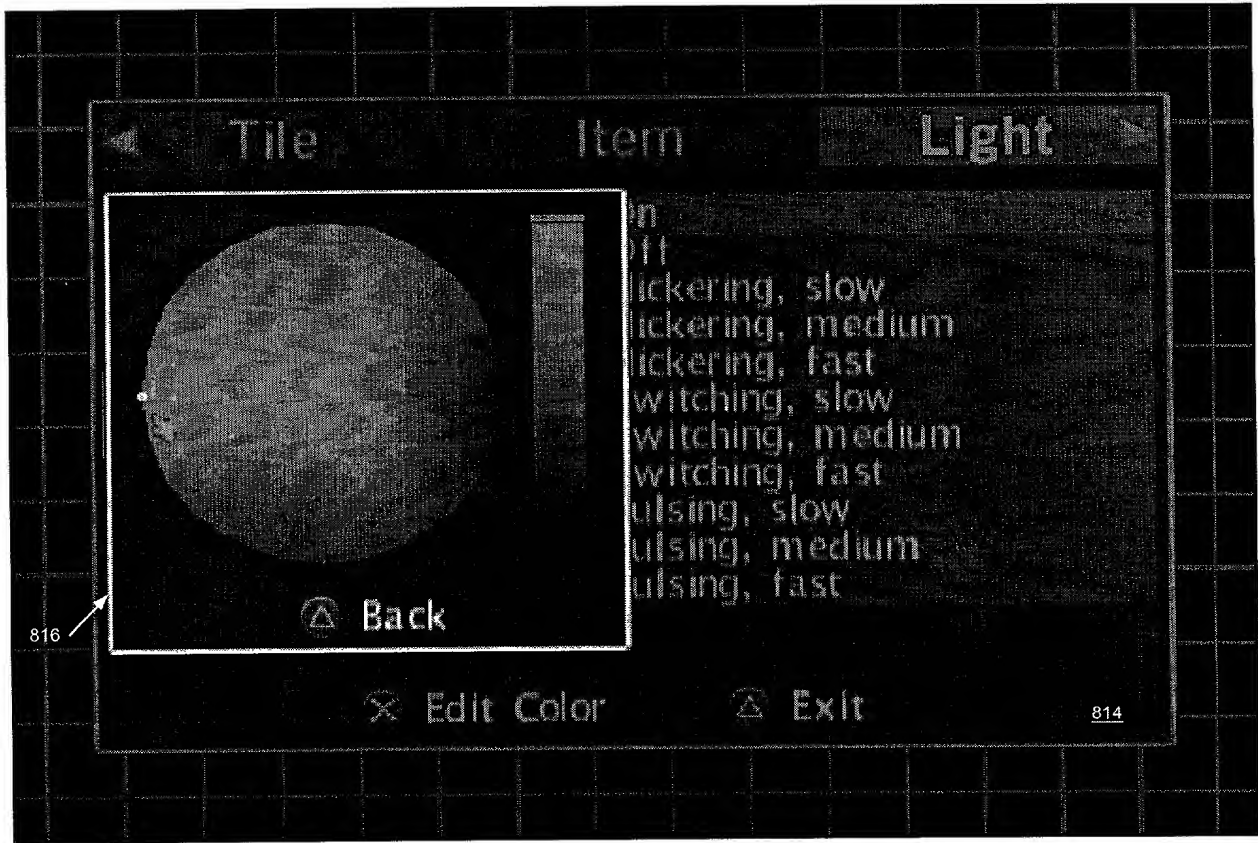 Tile Item Light
n
ff
lickering, slow
lickering, medium
lickering, fast
witching, slow
witching, medium
witching, fast
ulsing, slow
ulsing, medium
ulsing, fast
Back
816
Edit Color Exit
814